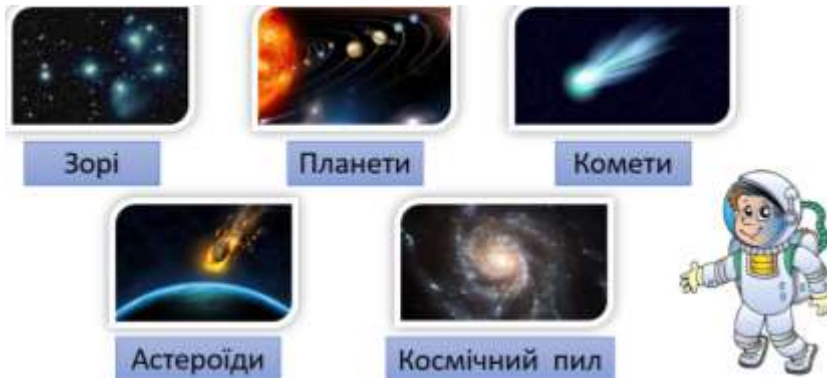 Зорі
Планети
Комети
Астероїди
Космічний пил